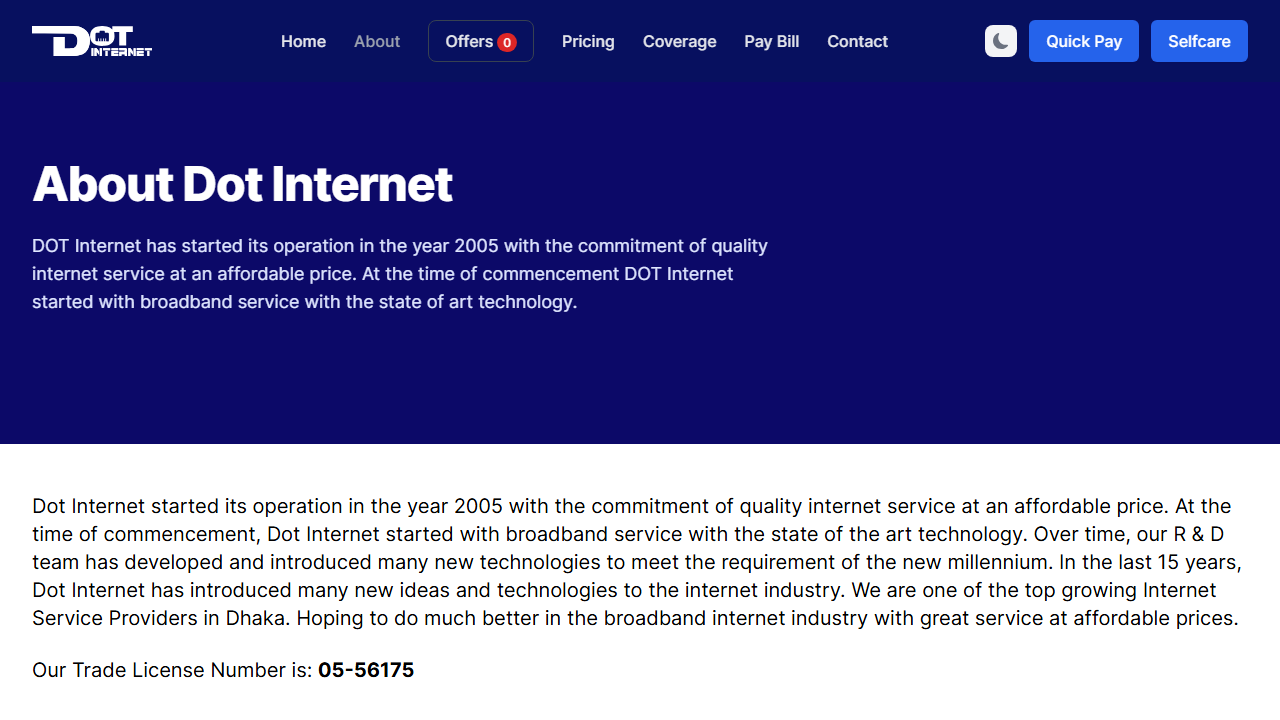 DOT INTERNET
Home About Offers 0 Pricing Coverage Pay Bill Contact Quick Pay Selfcare
About Dot Internet
DOT Internet has started its operation in the year 2005 with the commitment of quality
internet service at an affordable price. At the time of commencement DOT Internet
started with broadband service with the state of art technology.
Dot Internet started its operation in the year 2005 with the commitment of quality internet service at an affordable price. At the
time of commencement, Dot Internet started with broadband service with the state of the art technology. Over time, our R & D
team has developed and introduced many new technologies to meet the requirement of the new millennium. In the last 15 years,
Dot Internet has introduced many new ideas and technologies to the internet industry. We are one of the top growing Internet
Service Providers in Dhaka. Hoping to do much better in the broadband internet industry with great service at affordable prices.
Our Trade License Number is: 05-56175